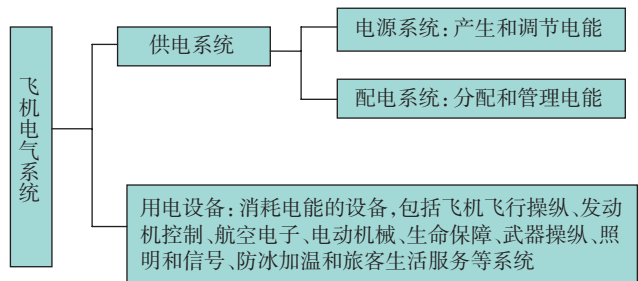 飞机电气系统
供电系统
电源系统:产生和调节电能
配电系统:分配和管理电能
用电设备:消耗电能的设备,包括飞机飞行操纵、发动
机控制、航空电子、电动机械、生命保障、武器操纵、照
明和信号、防冰加温和旅客生活服务等系统